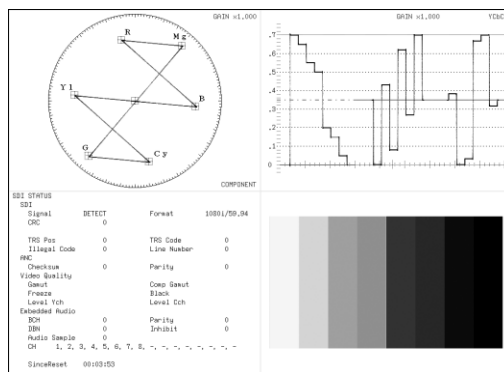 GAIN x1.000
R
Mg
Yl
B
G
Cy
COMPONENT
GAIN x1.000 YCbC
.7
.6
.5
.4
.3
.2
.1
0
SDI STATUS
SDI
Signal DETECT Format 1080i/59.94
CRC 0
TRS Pos 0 TRS Code 0
Illegal Code 0 Line Number 0
ANC
Checksum 0 Parity 0
Video Quality
Gamut Comp Gamut
Freeze Black
Level Ych Level Cch
Embedded Audio
BCH 0 Parity 0
DBN 0 Inhibit 0
Audio Sample 0
CH 1, 2, 3, 4, 5, 6, 7, 8, -, -, -, -, -, -, -, -
SinceReset 00:03:53